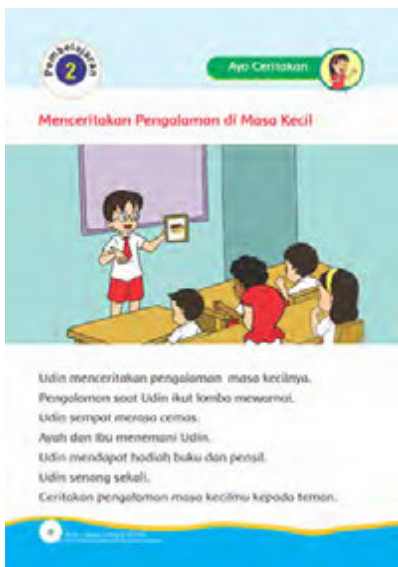 Pembelajaran
2
Ayo Ceritakan
Menceritakan Pengalaman di Masa Kecil
Udin menceritakan pengalaman masa kecilnya.
Pengalaman saat Udin ikut lomba mewarnai.
Udin sempat merasa cemas.
Ayah dan Ibu menemani Udin.
Udin mendapat hadiah buku dan pensil.
Udin senang sekali.
Ceritakan pengalaman masa kecilmu kepada teman.